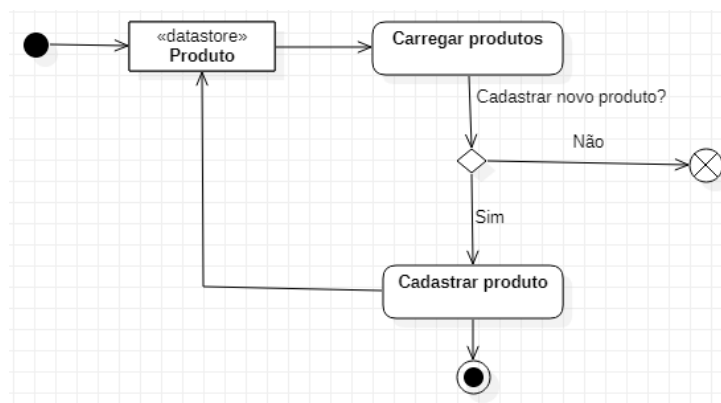 «datastore»
Produto
Carregar produtos
Cadastrar novo produto?
Não
Sim
Cadastrar produto